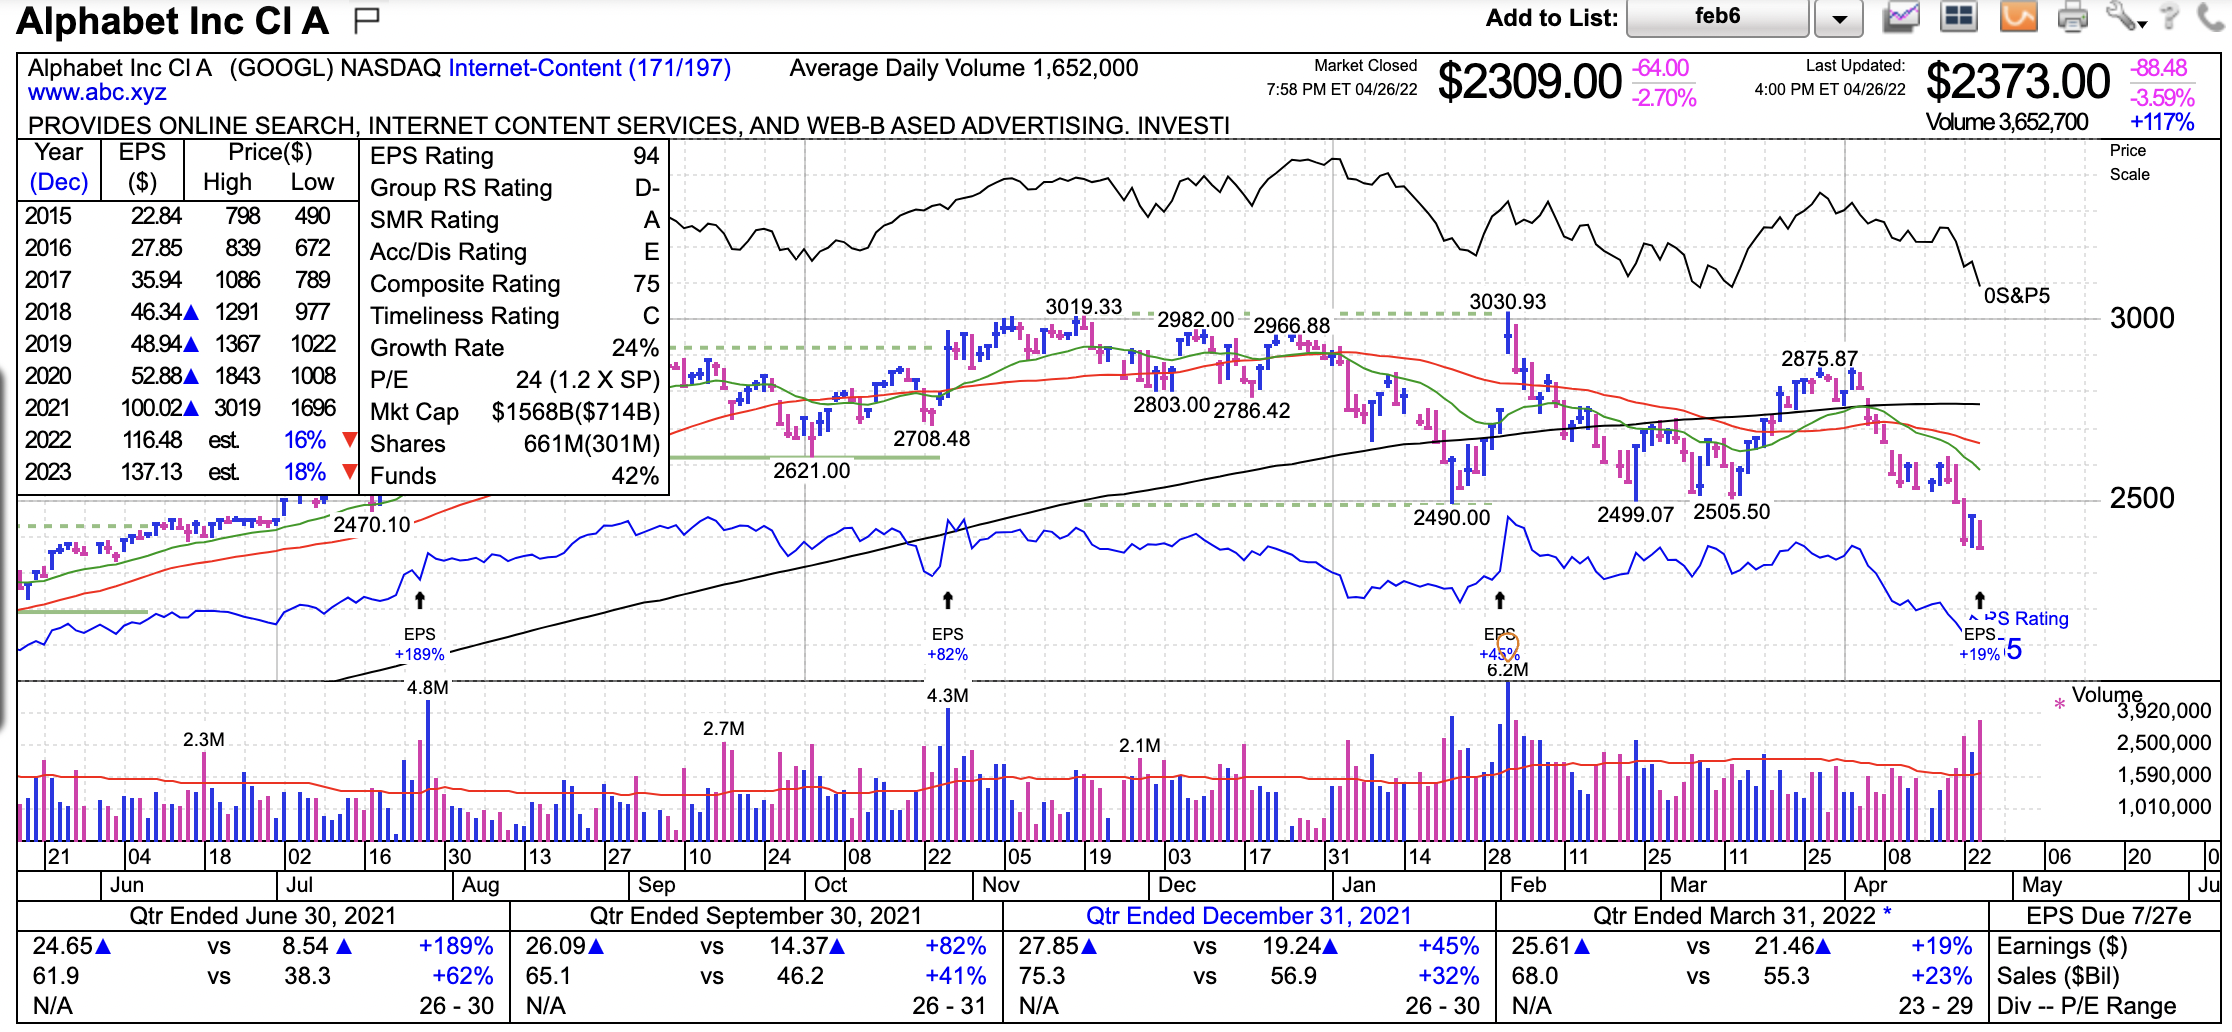 Alphabet Inc Cl A
Add to List: feb6
Alphabet Inc Cl A (GOOGL) NASDAQ Internet-Content (171/197) Average Daily Volume 1,652,000
www.abc.xyz
Market Closed
7:58 PM ET 04/26/22
$2309.00
-64.00
-2.70%
Last Updated:
4:00 PM ET 04/26/22
$2373.00
-88.48
-3.59%
Volume 3,652,700 +117%
PROVIDES ONLINE SEARCH, INTERNET CONTENT SERVICES, AND WEB-B ASED ADVERTISING. INVESTI
Year EPS Price($)
(Dec) ($) High Low
2015 22.84 798 490
2016 27.85 839 672
2017 35.94 1086 789
2018 46.34▲ 1291 977
2019 48.94▲ 1367 1022
2020 52.88▲ 1843 1008
2021 100.02▲ 3019 1696
2022 116.48 est. 16% ▼
2023 137.13 est. 18% ▼
EPS Rating 94
Group RS Rating D-
SMR Rating A
Acc/Dis Rating E
Composite Rating 75
Timeliness Rating C
Growth Rate 24%
P/E 24 (1.2 X SP)
Mkt Cap $1568B($714B)
Shares 661M(301M)
Funds 42%
Price
Scale
0S&P5
3000
2500
3019.33
2982.00
2966.88
3030.93
2875.87
2803.00
2786.42
2708.48
2621.00
2470.10
2490.00
2499.07
2505.50
RS Rating
5
EPS
+189%
EPS
+82%
EPS
+45%
EPS
+19%
4.8M
4.3M
6.2M
2.3M
2.7M
2.1M
* Volume
3,920,000
2,500,000
1,590,000
1,010,000
21 04 18 02 16 30 13 27 10 24 08 22 05 19 03 17 31 14 28 11 25 11 25 08 22 06 20 0
Jun Jul Aug Sep Oct Nov Dec Jan Feb Mar Apr May Ju
Qtr Ended June 30, 2021 Qtr Ended September 30, 2021 Qtr Ended December 31, 2021 Qtr Ended March 31, 2022 * EPS Due 7/27e
24.65▲ vs 8.54▲ +189% 26.09▲ vs 14.37▲ +82% 27.85▲ vs 19.24▲ +45% 25.61▲ vs 21.46▲ +19% Earnings ($)
61.9 vs 38.3 +62% 65.1 vs 46.2 +41% 75.3 vs 56.9 +32% 68.0 vs 55.3 +23% Sales ($Bil)
N/A 26 - 30 N/A 26 - 31 N/A 26 - 30 N/A 23 - 29 Div -- P/E Range